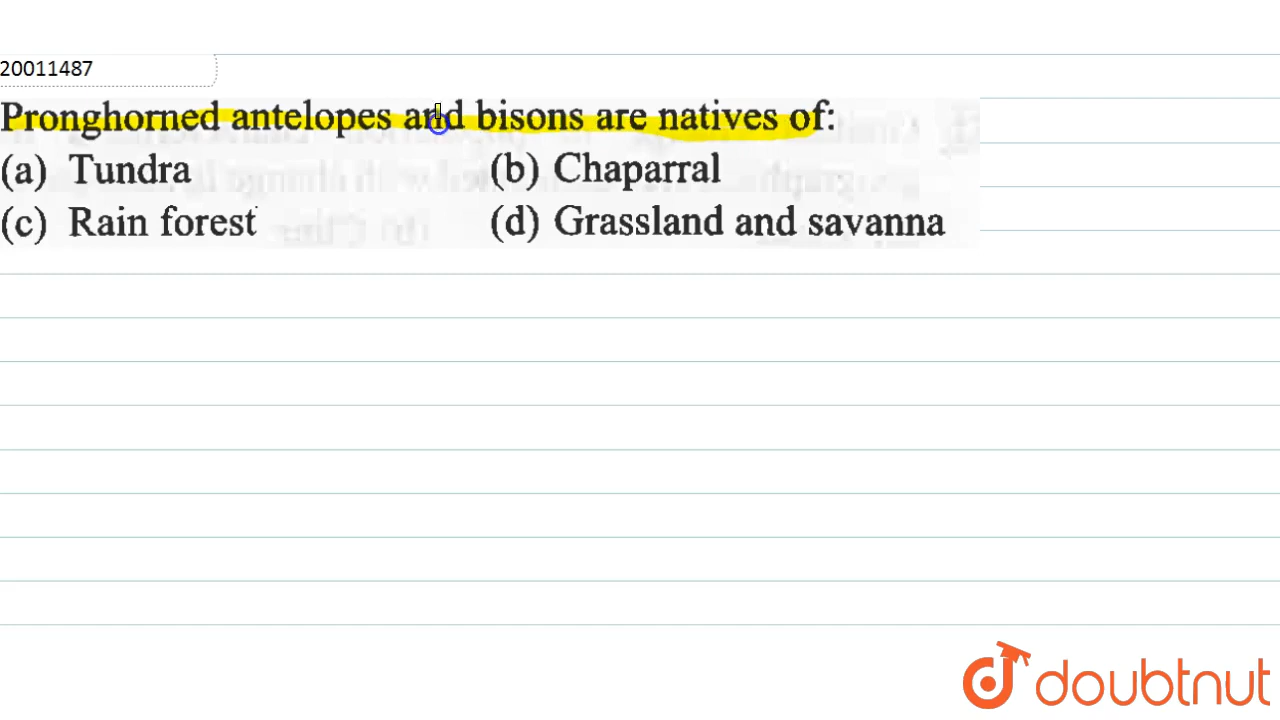 20011487
Pronghorned antelopes and bisons are natives of:
(a) Tundra (b) Chaparral
(c) Rain forest (d) Grassland and savanna
doubtnut